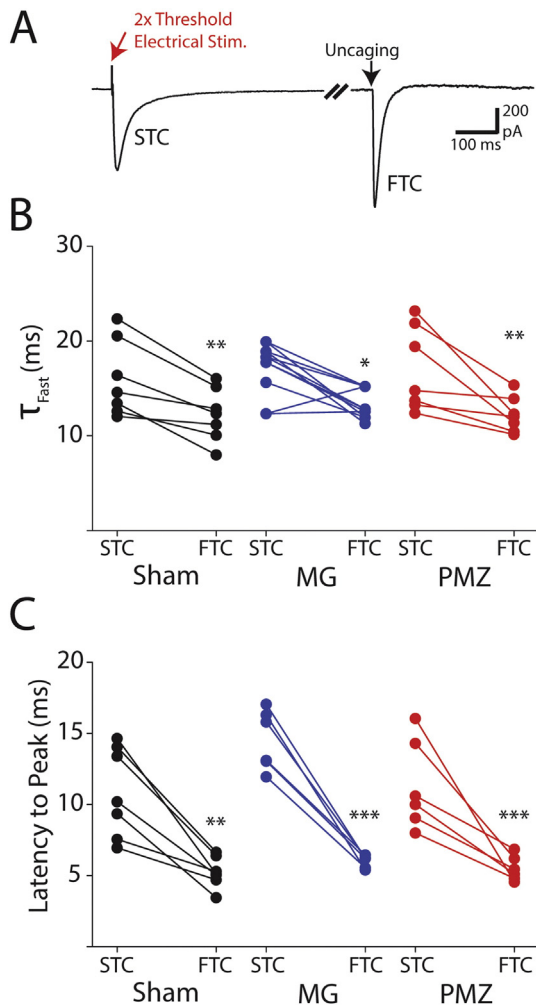 A
2x Threshold
Electrical Stim.
Uncaging
STC
FTC
200
pA
100 ms
B
τFast (ms)
30
20
10
**
*
**
STC FTC STC FTC STC FTC
Sham MG PMZ
C
Latency to Peak (ms)
20
15
10
5
**
***
***
STC FTC STC FTC STC FTC
Sham MG PMZ